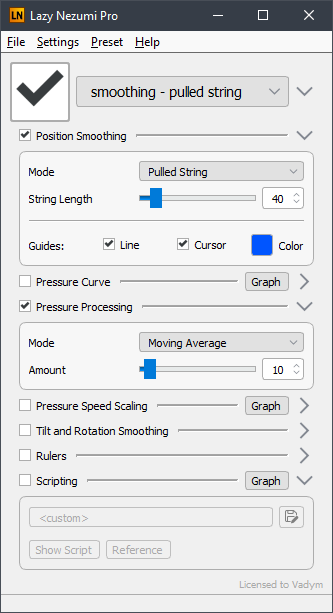 LN Lazy Nezumi Pro
File Settings Preset Help
smoothing - pulled string
Position Smoothing
Mode Pulled String
String Length 40
Guides: Line Cursor Color
Pressure Curve Graph
Pressure Processing
Mode Moving Average
Amount 10
Pressure Speed Scaling Graph
Tilt and Rotation Smoothing
Rulers
Scripting Graph
<custom>
Show Script Reference
Licensed to Vadym